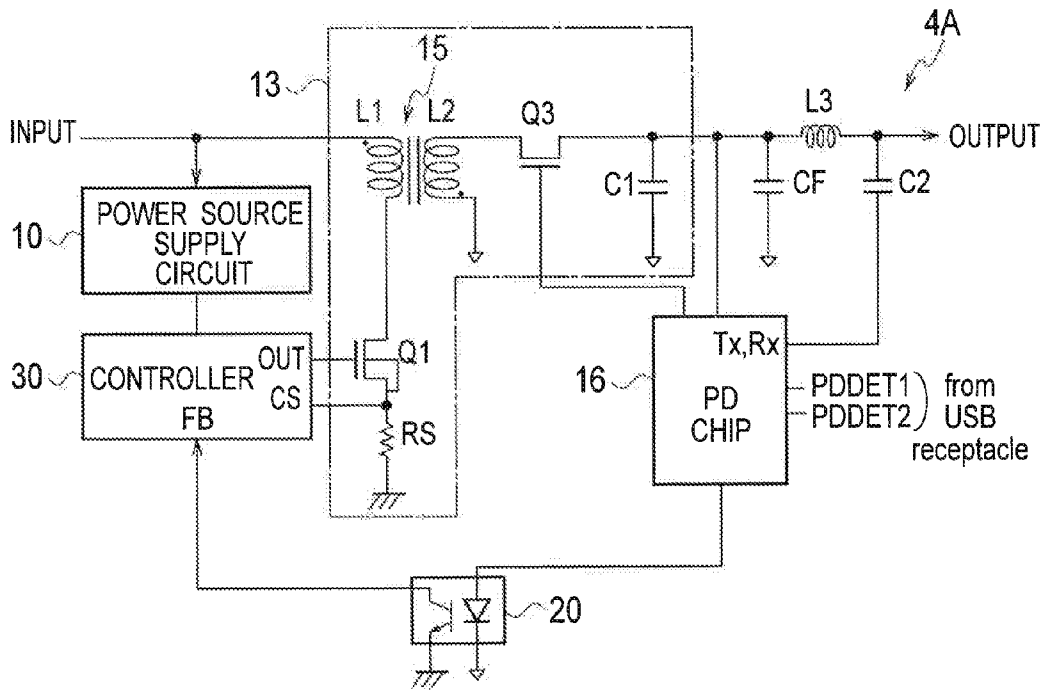 4A
15
13
L1
L2
Q3
L3
INPUT
OUTPUT
C1
CF
C2
10
POWER SOURCE
SUPPLY
CIRCUIT
Tx,Rx
30
OUT
Q1
CONTROLLER
CS
FB
RS
16
PD
CHIP
PDDET1
PDDET2
from
USB
receptacle
20